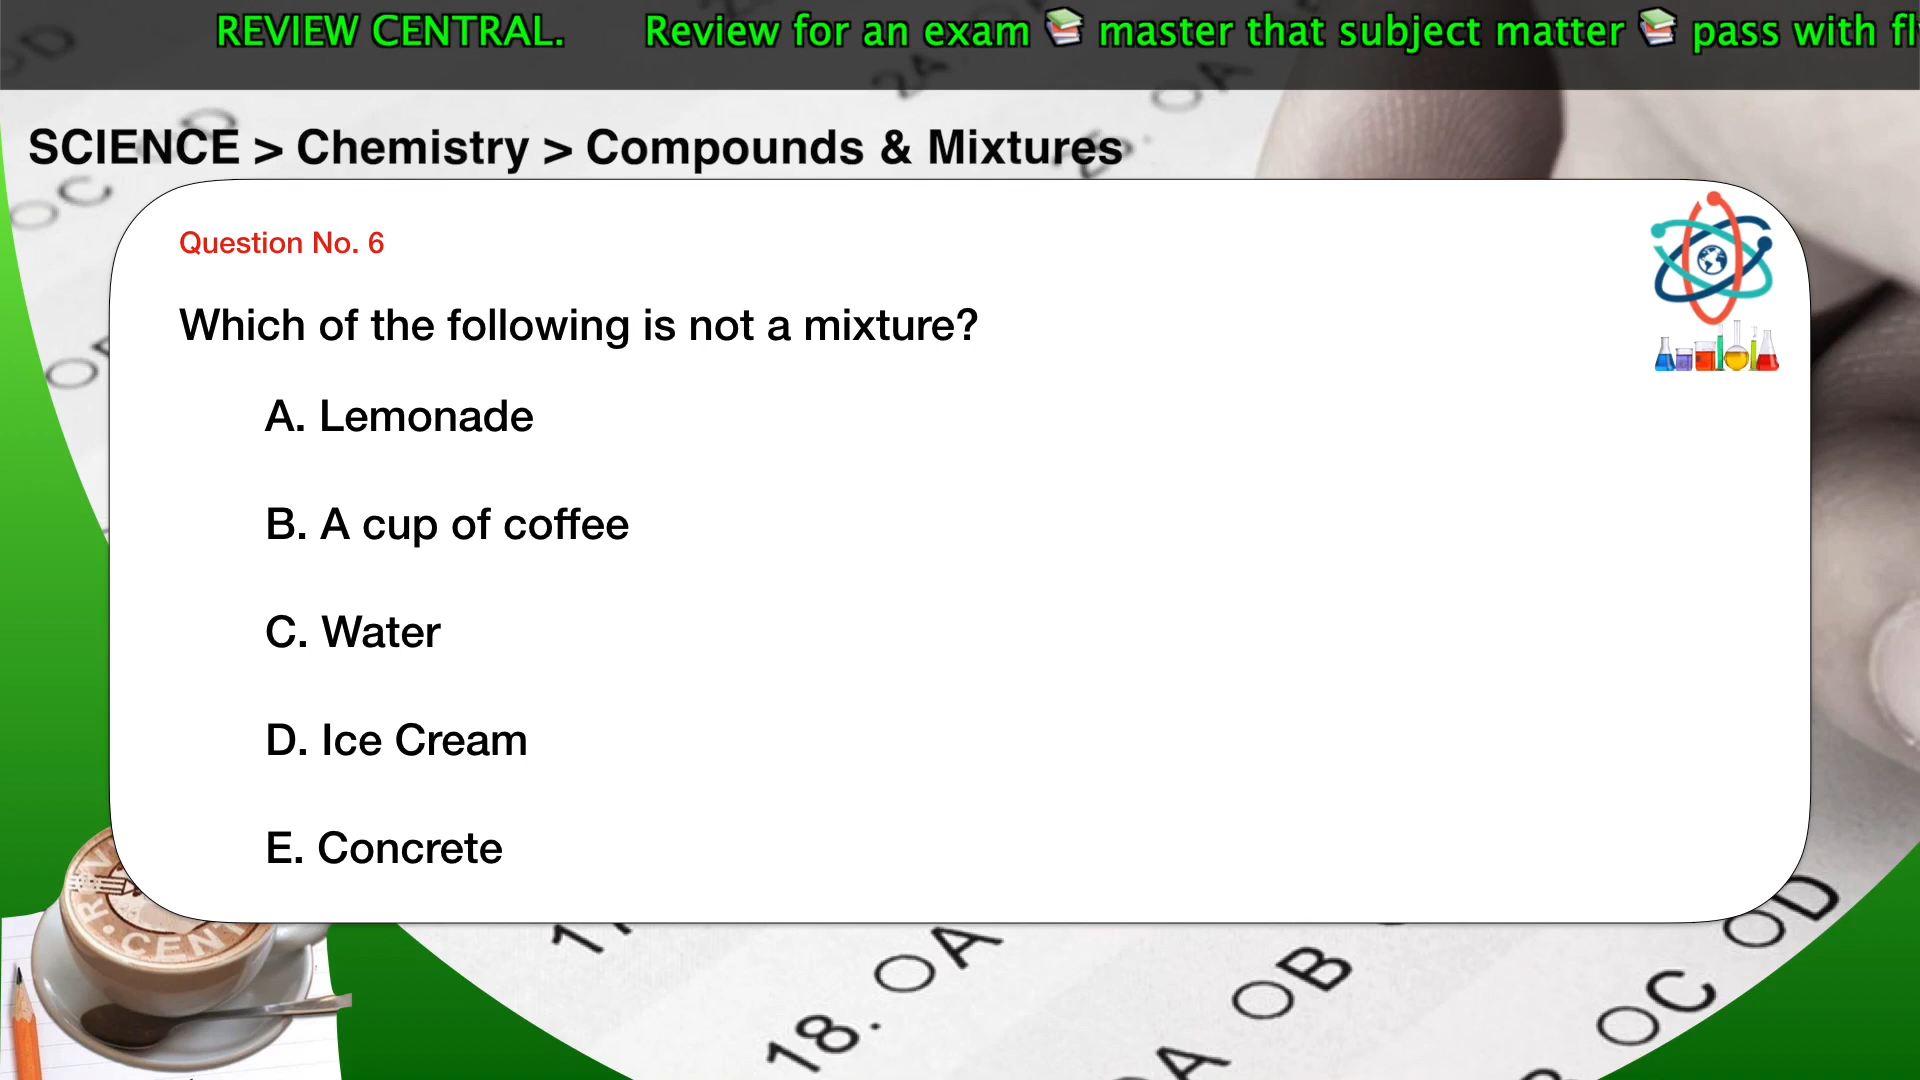 REVIEW CENTRAL. Review for an exam 📚 master that subject matter 📚 pass with fl
SCIENCE > Chemistry > Compounds & Mixtures
Question No. 6
Which of the following is not a mixture?
A. Lemonade
B. A cup of coffee
C. Water
D. Ice Cream
E. Concrete
CENT
18. OA
OB
OC OD